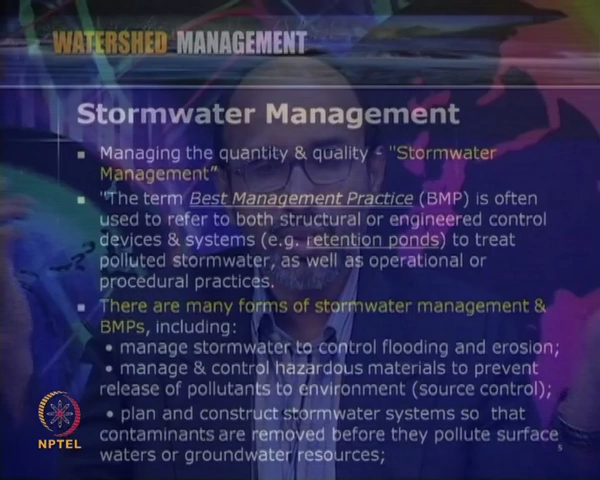 WATERSHED MANAGEMENT
Stormwater Management
Managing the quantity & quality - "Stormwater
Management”
"The term Best Management Practice (BMP) is often
used to refer to both structural or engineered control
devices & systems (e.g. retention ponds) to treat
polluted stormwater, as well as operational or
procedural practices.
There are many forms of stormwater management &
BMPs, including:
• manage stormwater to control flooding and erosion;
• manage & control hazardous materials to prevent
release of pollutants to environment (source control);
• plan and construct stormwater systems so that
contaminants are removed before they pollute surface
waters or groundwater resources;
NPTEL